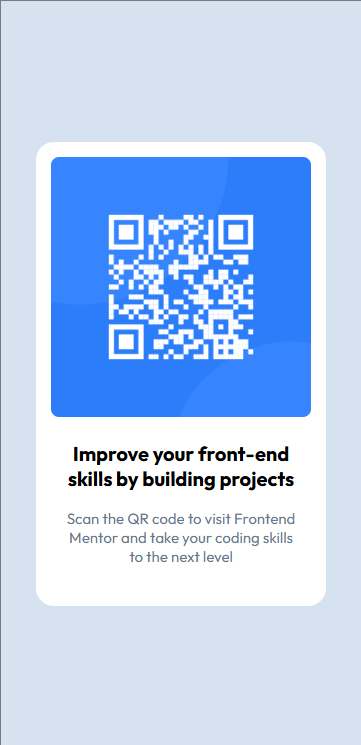 Improve your front-end
skills by building projects
Scan the QR code to visit Frontend
Mentor and take your coding skills
to the next level